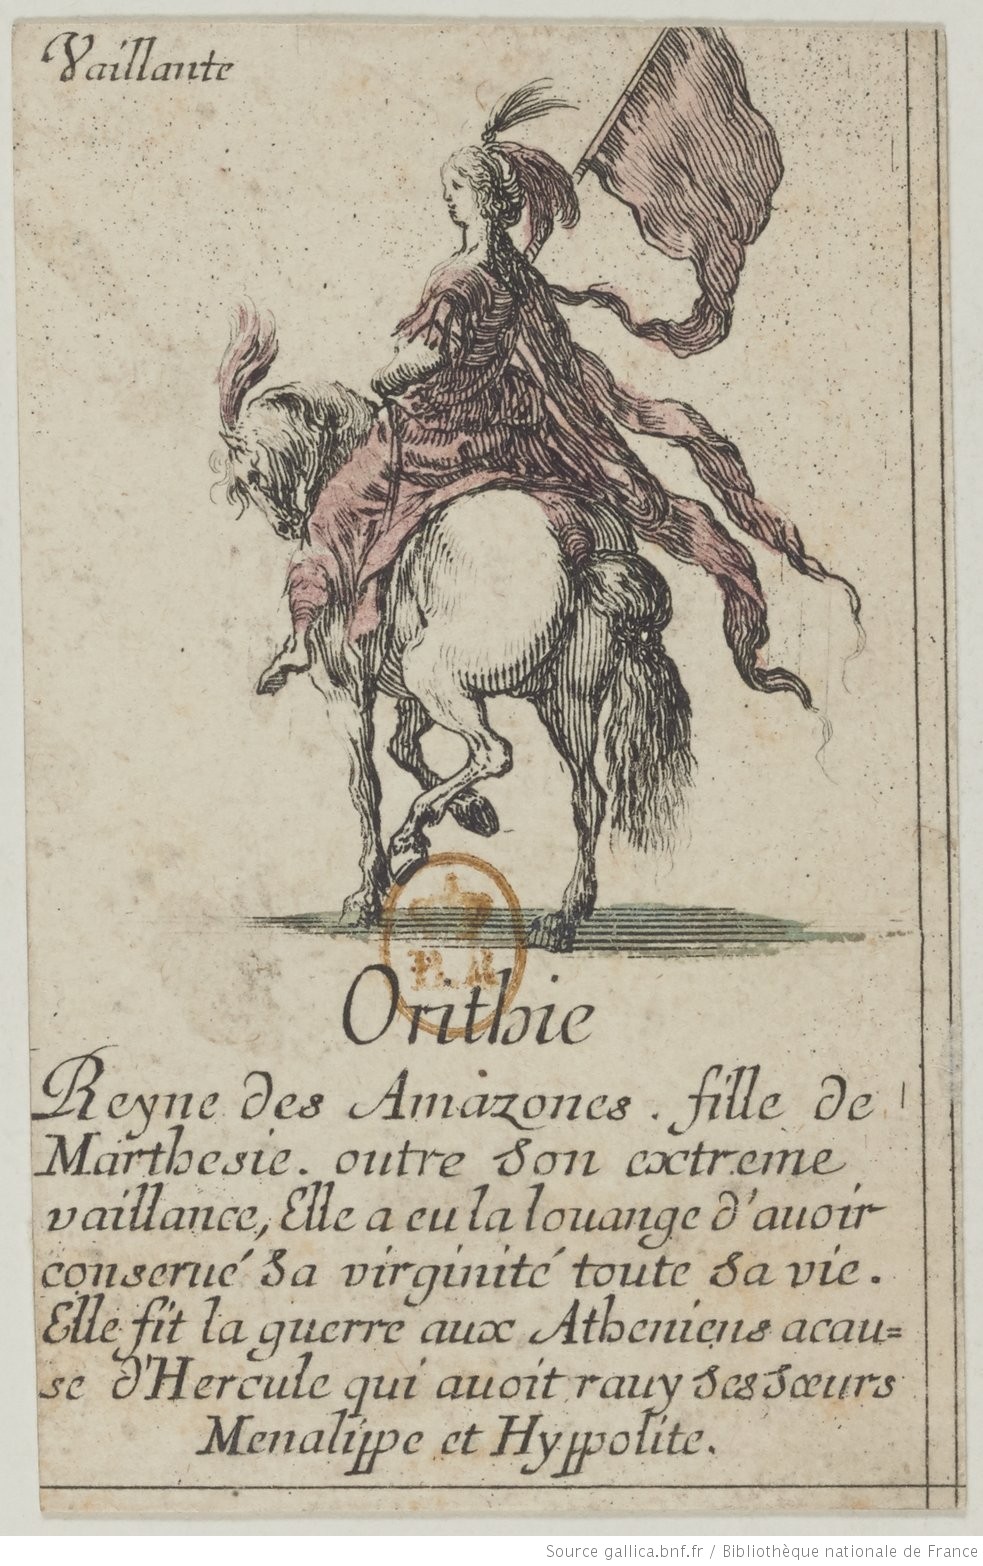 Vaillante
Orithie
Reyne des Amazones. fille de
Marthesie. outre son extreme
vaillance, Elle a eu la louange d'auoir
conserué sa virginité toute sa vie.
Elle fit la guerre aux Atheniens acau=
se d'Hercule qui auoit rauy ses sœurs
Menalippe et Hyppolite.
Source gallica.bnf.fr / Bibliothèque nationale de France